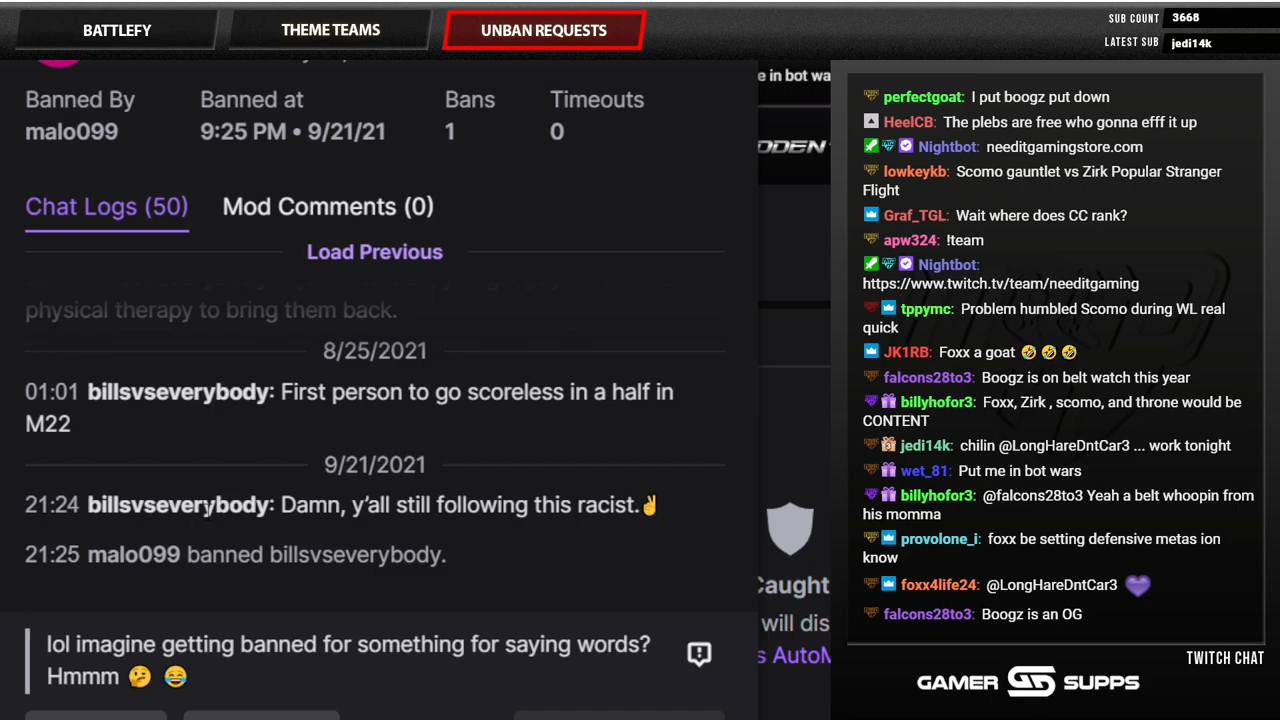 BATTLEFY
THEME TEAMS
UNBAN REQUESTS
SUB COUNT 3668
LATEST SUB jedi14k
Banned By
malo099
Banned at
9:25 PM • 9/21/21
Bans
1
Timeouts
0
Chat Logs (50)
Mod Comments (0)
Load Previous
physical therapy to bring them back.
8/25/2021
01:01 billsvseverybody: First person to go scoreless in a half in
M22
9/21/2021
21:24 billsvseverybody: Damn, y'all still following this racist.✌
21:25 malo099 banned billsvseverybody.
lol imagine getting banned for something for saying words?
Hmmm 🤔 😂
e in bot wa
DDEN
Caught
will dis
s AutoM
perfectgoat: I put boogz put down
HeelCB: The plebs are free who gonna efff it up
Nightbot: needitgamingstore.com
lowkeykb: Scomo gauntlet vs Zirk Popular Stranger
Flight
Graf_TGL: Wait where does CC rank?
apw324: !team
Nightbot:
https://www.twitch.tv/team/needitgaming
tppymc: Problem humbled Scomo during WL real
quick
JK1RB: Foxx a goat 🤣 🤣 🤣
falcons28to3: Boogz is on belt watch this year
billyhofor3: Foxx, Zirk , scomo, and throne would be
CONTENT
jedi14k: chilin @LongHareDntCar3 ... work tonight
wet_81: Put me in bot wars
billyhofor3: @falcons28to3 Yeah a belt whoopin from
his momma
provolone_i: foxx be setting defensive metas ion
know
foxx4life24: @LongHareDntCar3 💜
falcons28to3: Boogz is an OG
TWITCH CHAT
GAMER SUPPS